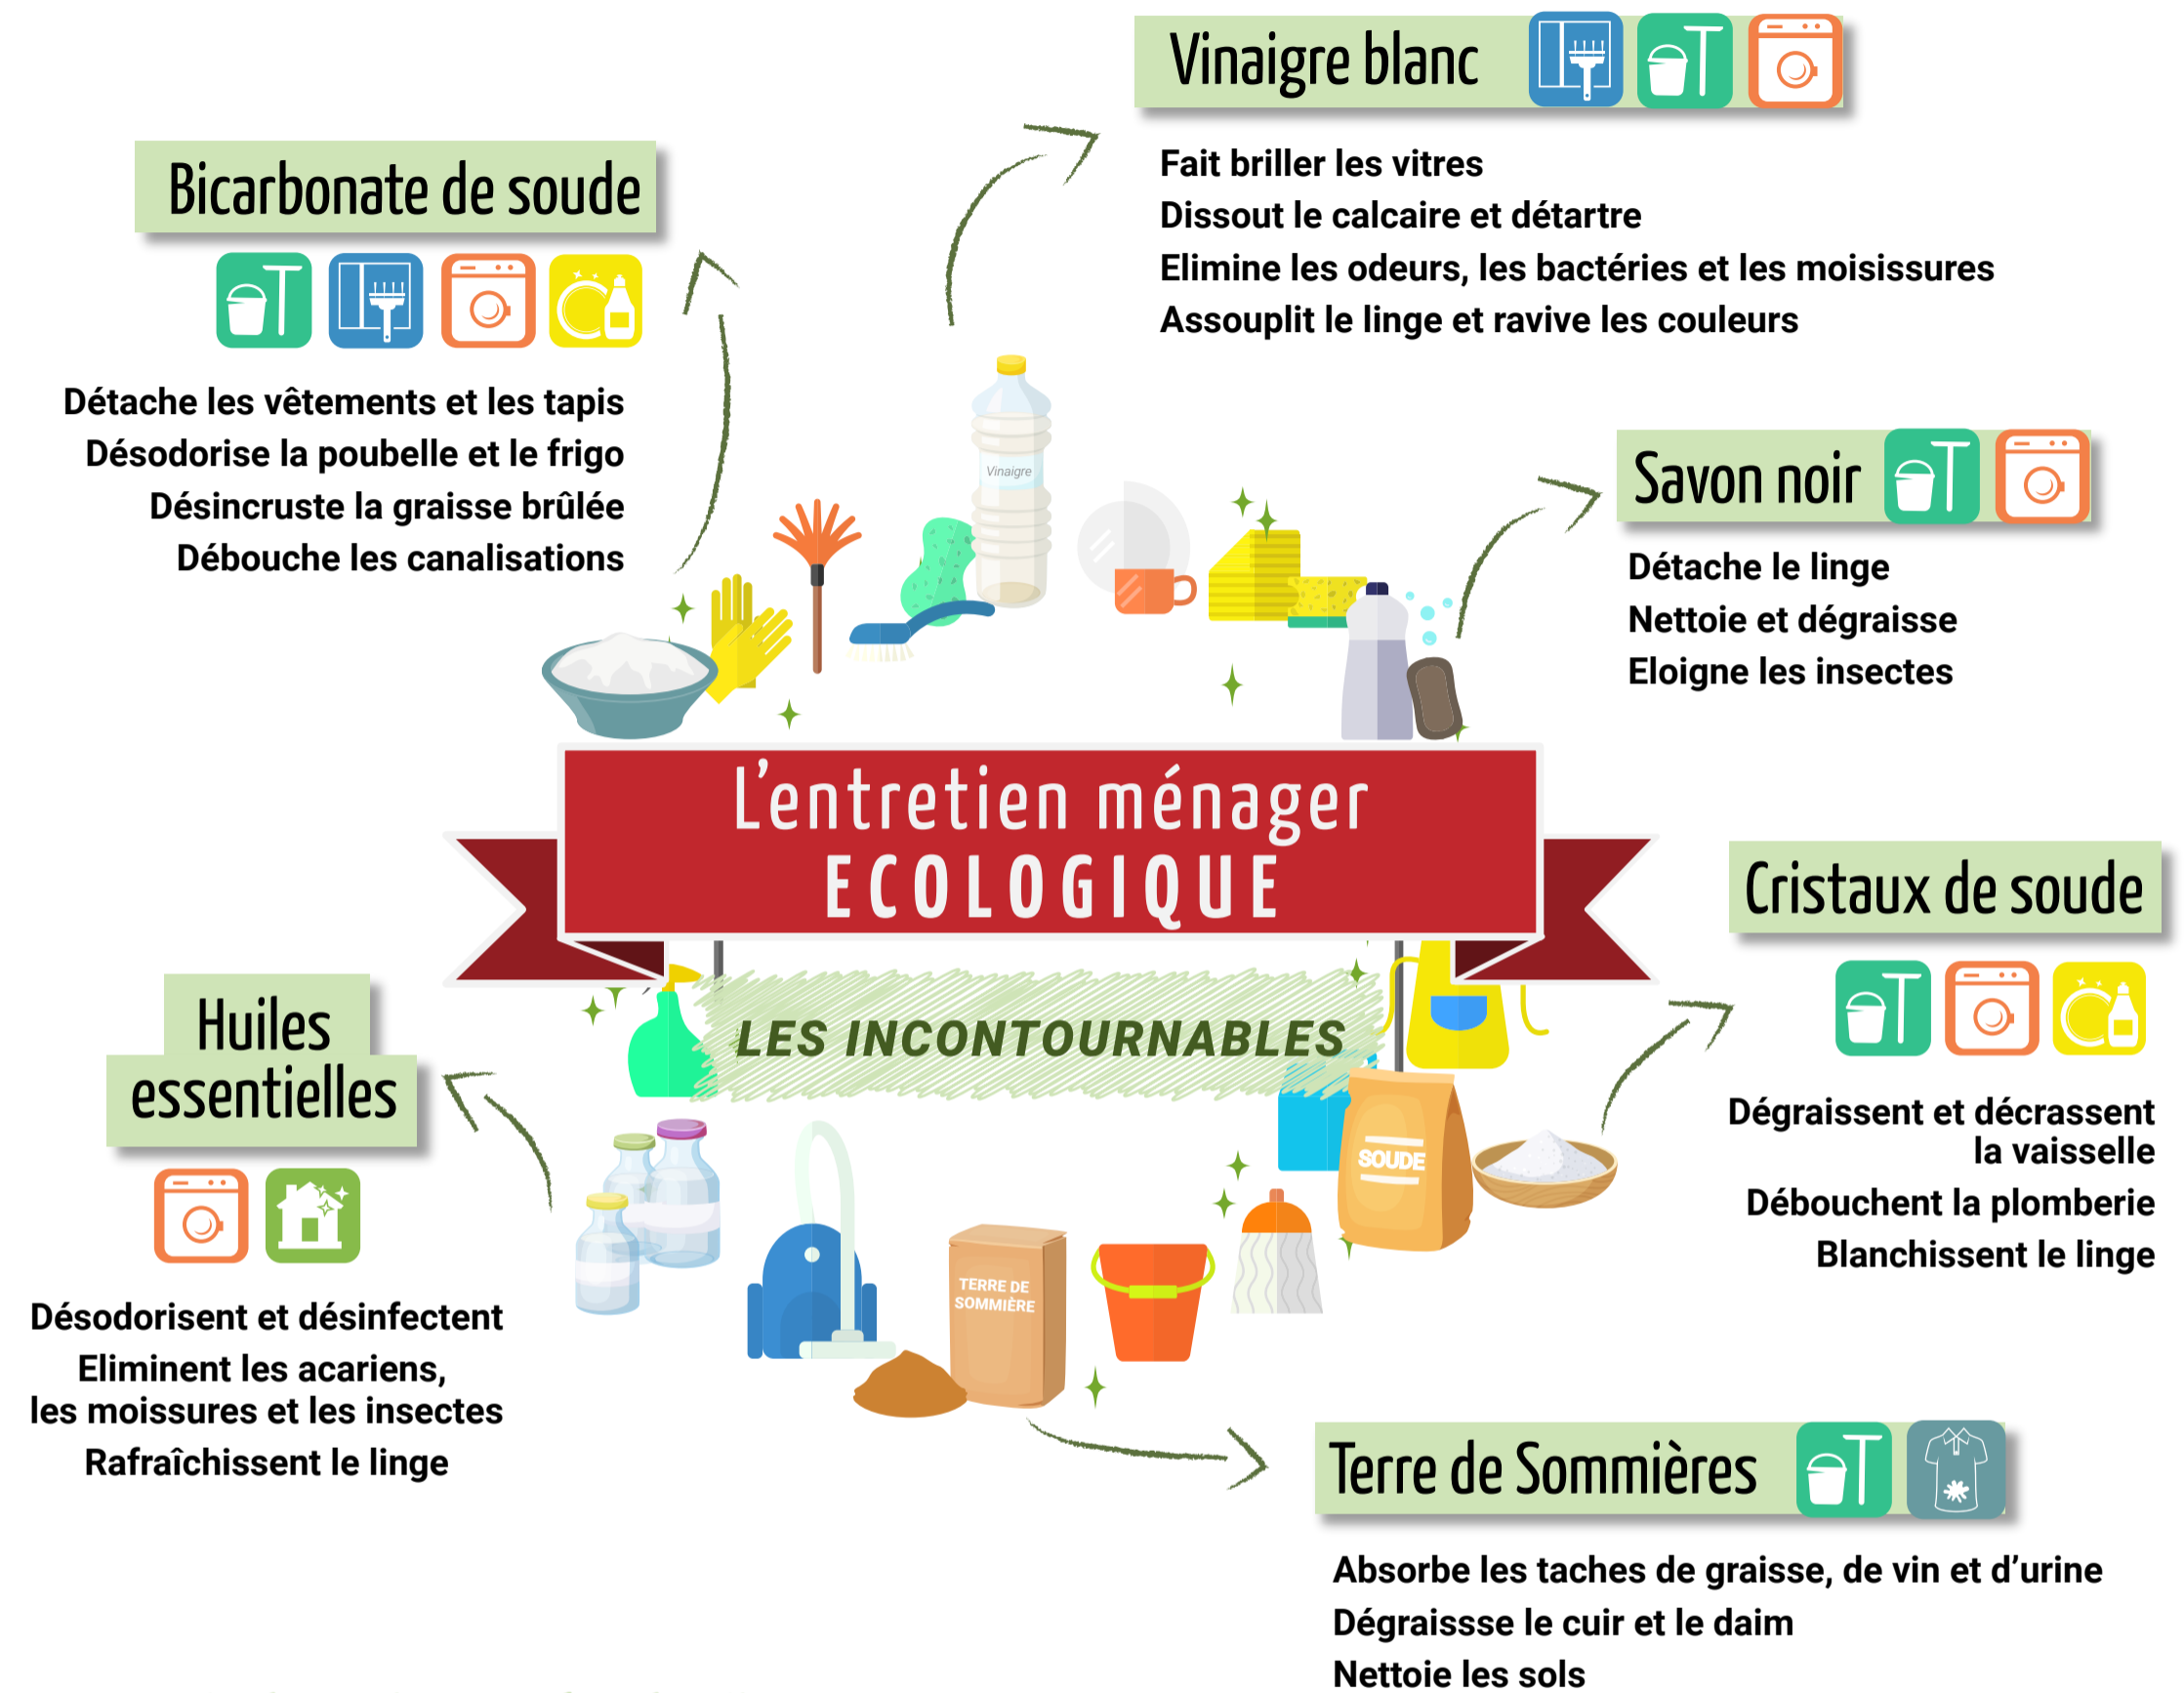 Vinaigre blanc
Fait briller les vitres
Dissout le calcaire et détartre
Elimine les odeurs, les bactéries et les moisissures
Assouplit le linge et ravive les couleurs
Bicarbonate de soude
Détache les vêtements et les tapis
Désodorise la poubelle et le frigo
Désincruste la graisse brûlée
Débouche les canalisations
Vinaigre
Savon noir
Détache le linge
Nettoie et dégraisse
Eloigne les insectes
L'entretien ménager
ECOLOGIQUE
LES INCONTOURNABLES
Cristaux de soude
Dégraissent et décrassent
la vaisselle
Débouchent la plomberie
Blanchissent le linge
SOUDE
Huiles
essentielles
Désodorisent et désinfectent
Eliminent les acariens,
les moissures et les insectes
Rafraîchissent le linge
TERRE DE
SOMMIÈRE
Terre de Sommières
Absorbe les taches de graisse, de vin et d’urine
Dégraissse le cuir et le daim
Nettoie les sols